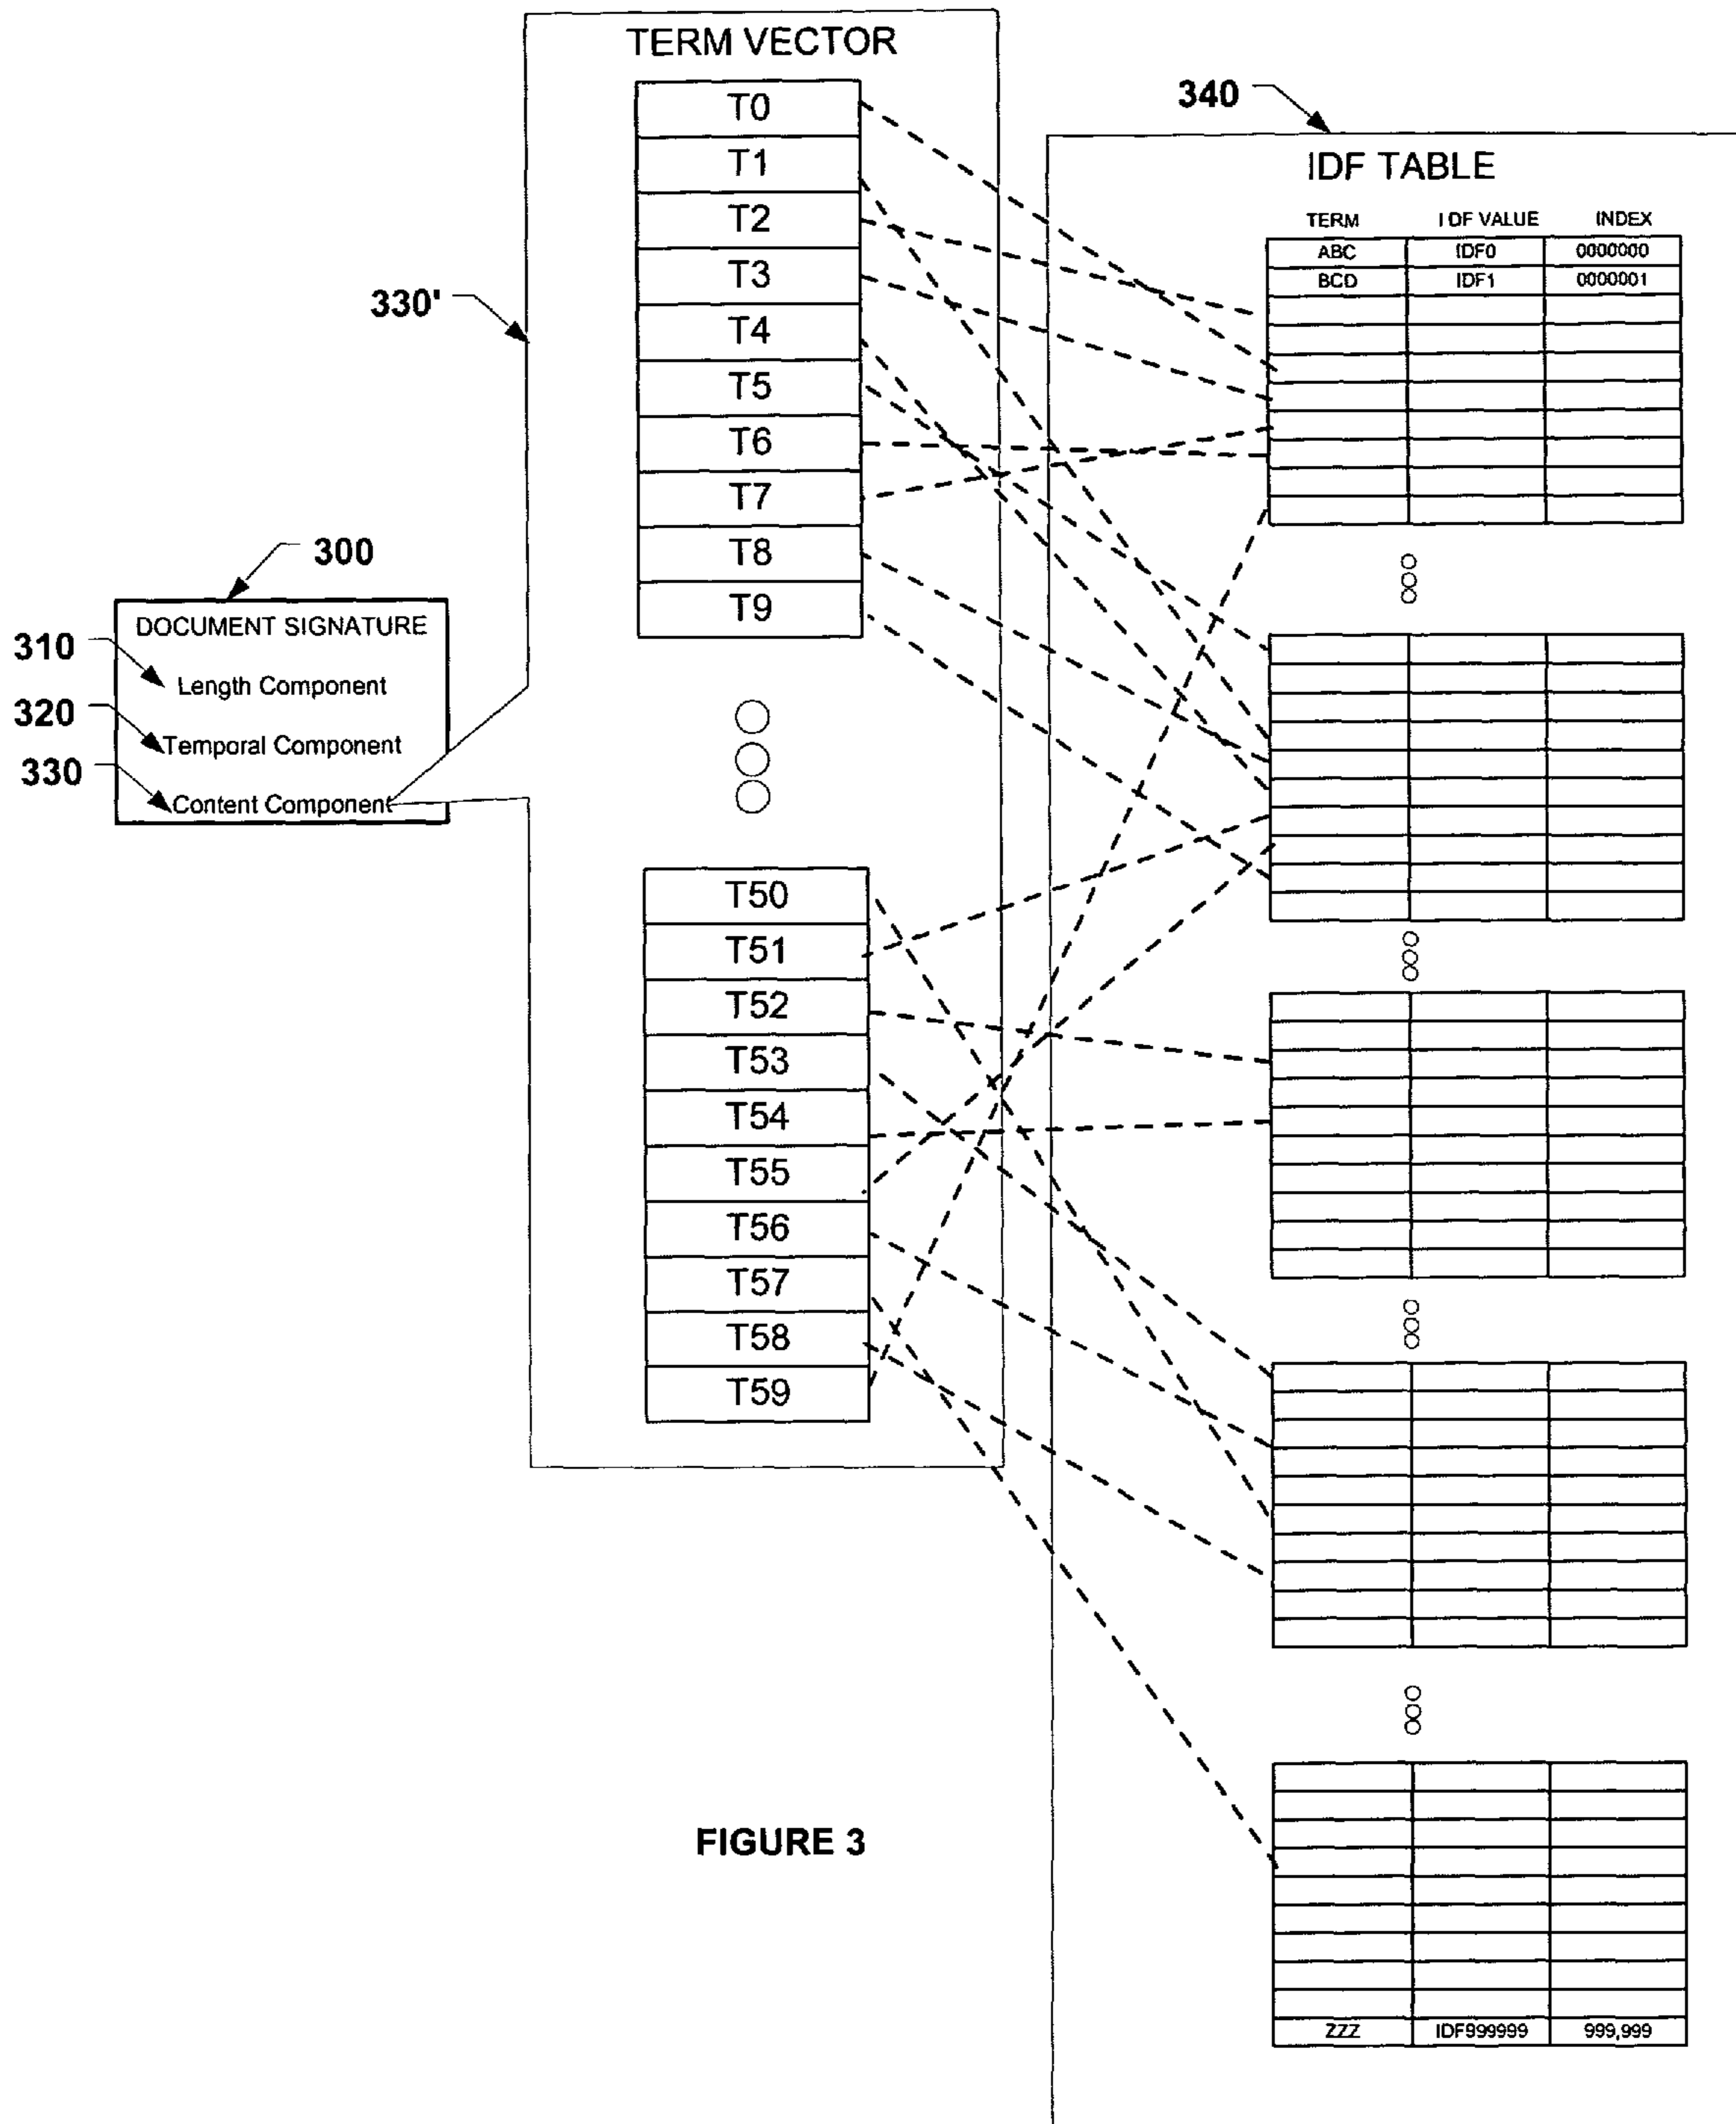 TERM VECTOR
T0
T1
T2
T3
T4
T5
T6
T7
T8
T9
T50
T51
T52
T53
T54
T55
T56
T57
T58
T59
330'
300
DOCUMENT SIGNATURE
310
Length Component
320
Temporal Component
330
Content Component
340
IDF TABLE
TERM IDF VALUE INDEX
ABC IDF0 0000000
BCD IDF1 0000001
ZZZ IDF999999 999,999
FIGURE 3